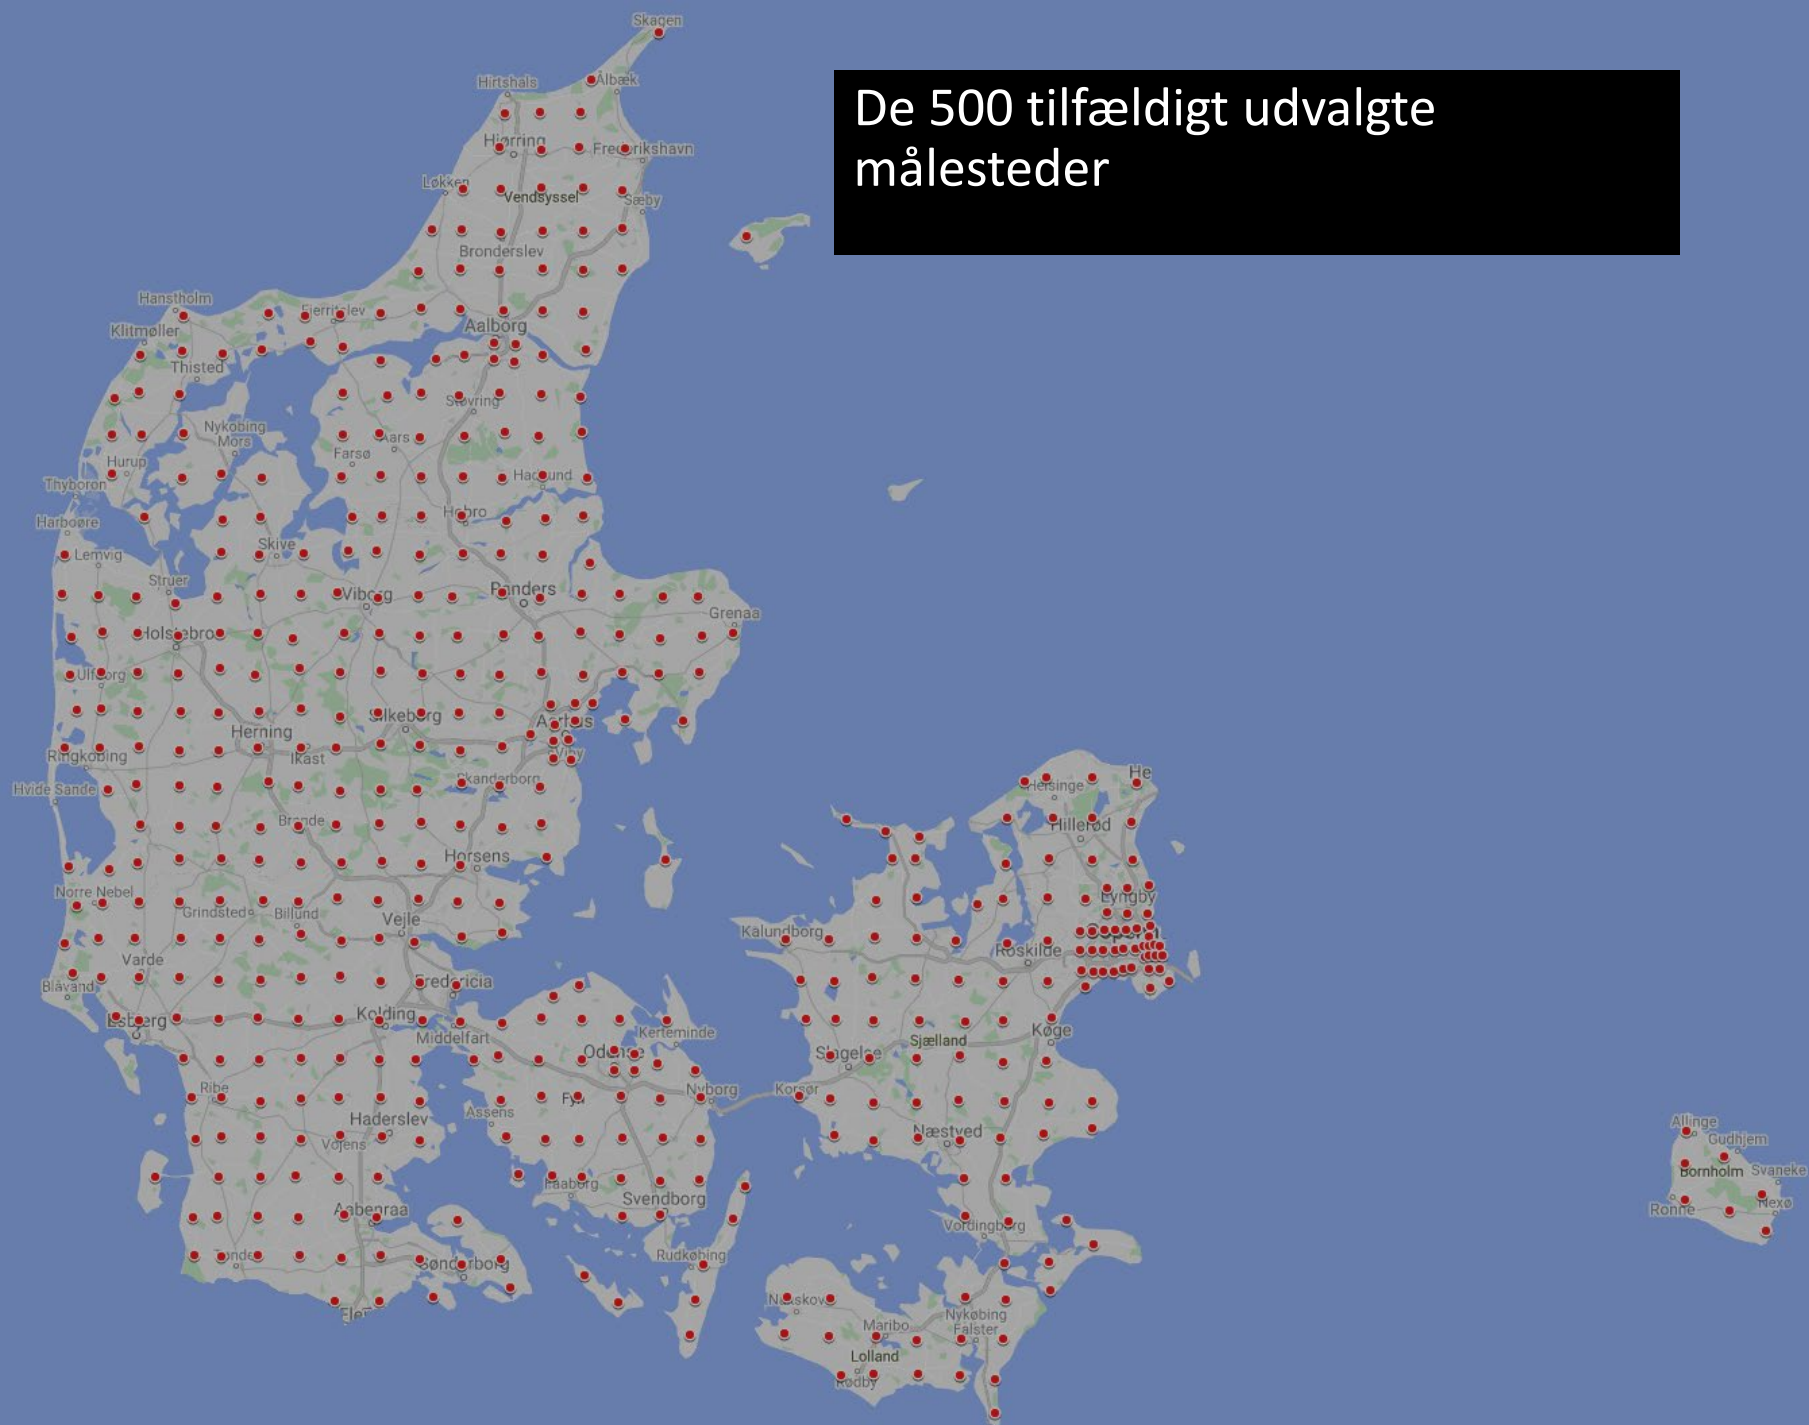 De 500 tilfældigt udvalgte
målesteder
Skagen
Ålbæk
Hirtshals
Hjørring
Frederikshavn
Løkken
Vendsyssel
Sæby
Bronderslev
Hanstholm
Fjerritslev
Klitmøller
Aalborg
Thisted
Støvring
Nykøbing
Mors
Aars
Farsø
Hurup
Hadsund
Thyborøn
Hobro
Harboøre
Skive
Lemvig
Struer
Viborg
Randers
Grenaa
Holstebro
Ulfborg
Silkeborg
Aarhus
Herning
Ikast
Viby
Ringkøbing
Skanderborg
Hvide Sande
Brande
Horsens
Nørre Nebel
Grindsted
Billund
Vejle
Varde
Blåvand
Fredericia
Esbjerg
Kolding
Middelfart
Kerteminde
Odense
Ribe
Nyborg
Assens
Fyn
Haderslev
Vojens
Faaborg
Svendborg
Aabenraa
Rudkøbing
Tønder
Sønderborg
He
Helsinge
Hillerød
Lyngby
Kalundborg
Roskilde
Køge
Sjælland
Slagelse
Korsør
Næstved
Vordingborg
Nakskov
Nykøbing
Falster
Maribo
Lolland
Rødby
Allinge
Gudhjem
Bornholm
Svaneke
Rønne
Nexø